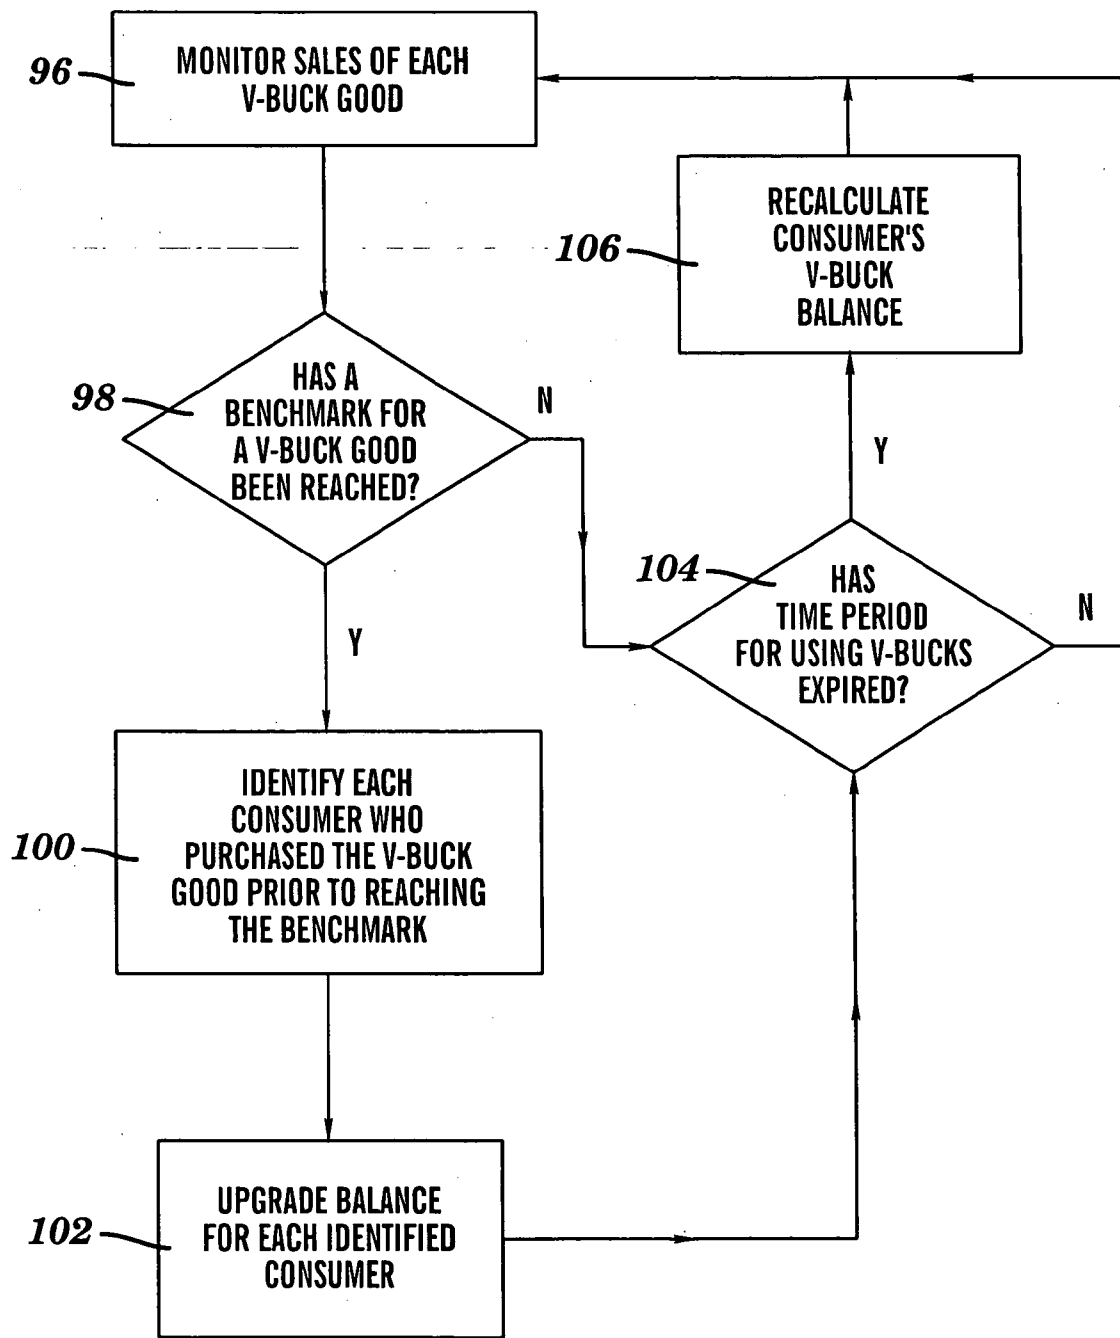 96
MONITOR SALES OF EACH
V-BUCK GOOD
98
HAS A
BENCHMARK FOR
A V-BUCK GOOD
BEEN REACHED?
N
Y
100
IDENTIFY EACH
CONSUMER WHO
PURCHASED THE V-BUCK
GOOD PRIOR TO REACHING
THE BENCHMARK
102
UPGRADE BALANCE
FOR EACH IDENTIFIED
CONSUMER
104
HAS
TIME PERIOD
FOR USING V-BUCKS
EXPIRED?
N
Y
106
RECALCULATE
CONSUMER'S
V-BUCK
BALANCE